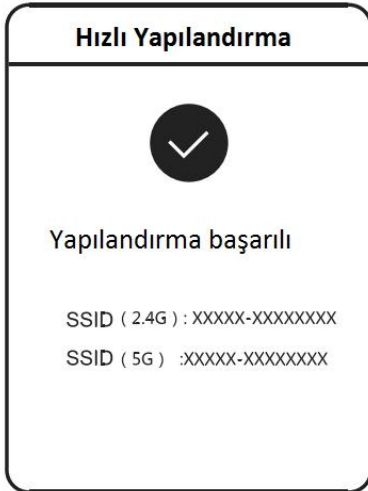 Hızlı Yapılandırma
Yapılandırma başarılı
SSID ( 2.4G ) : XXXXX-XXXXXXXX
SSID ( 5G ) :XXXXX-XXXXXXXX